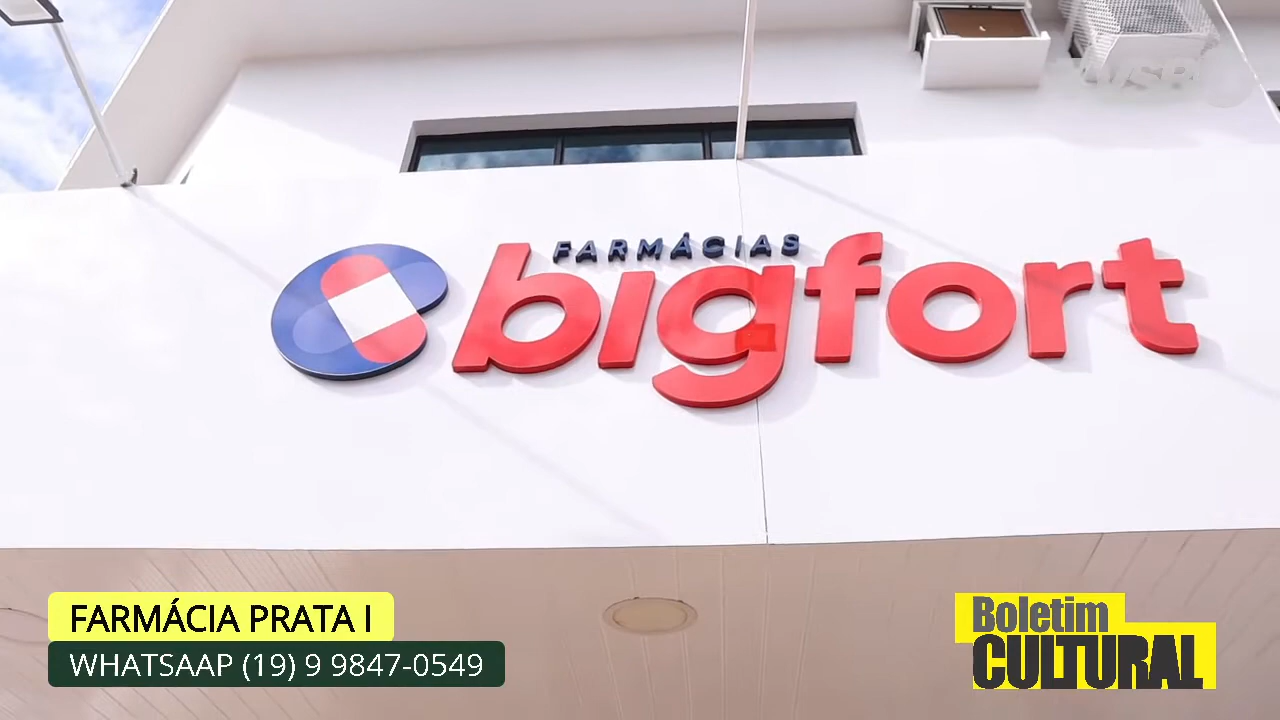 FARMÁCIAS
bigfort
FARMÁCIA PRATA I
WHATSAAP (19) 9 9847-0549
Boletim
CULTURAL